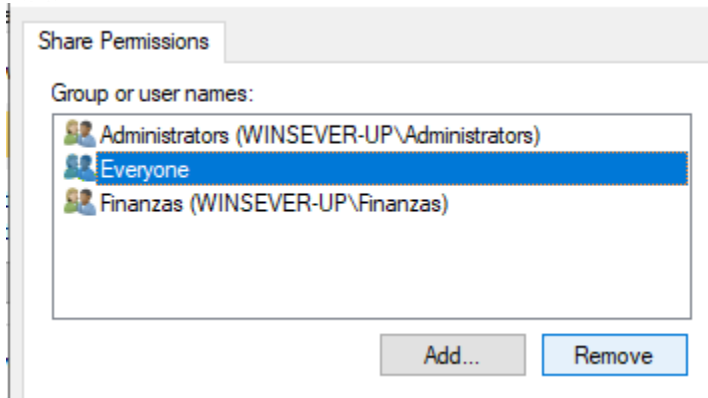 Share Permissions
Group or user names:
Administrators (WINSEVER-UP\Administrators)
Everyone
Finanzas (WINSEVER-UP\Finanzas)
Add... Remove